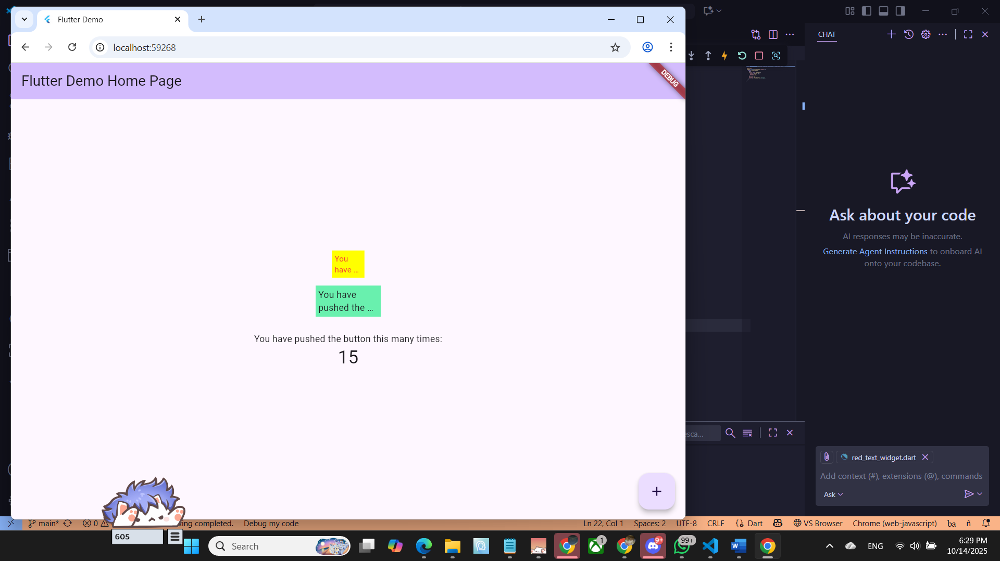 Flutter Demo
localhost:59268
Flutter Demo Home Page
DEBUG
You
have ...
You have
pushed the ...
You have pushed the button this many times:
15
CHAT
Ask about your code
AI responses may be inaccurate.
Generate Agent Instructions to onboard AI
onto your codebase.
red_text_widget.dart
Add context (#), extensions (@), commands
Ask
main*
0
completed.
Debug my code
Ln 22, Col 1
Spaces: 2
UTF-8
CRLF
Dart
VS Browser
Chrome (web-javascript)
ba
ñ
605
Search
1
9+
99+
ENG
6:29 PM
10/14/2025